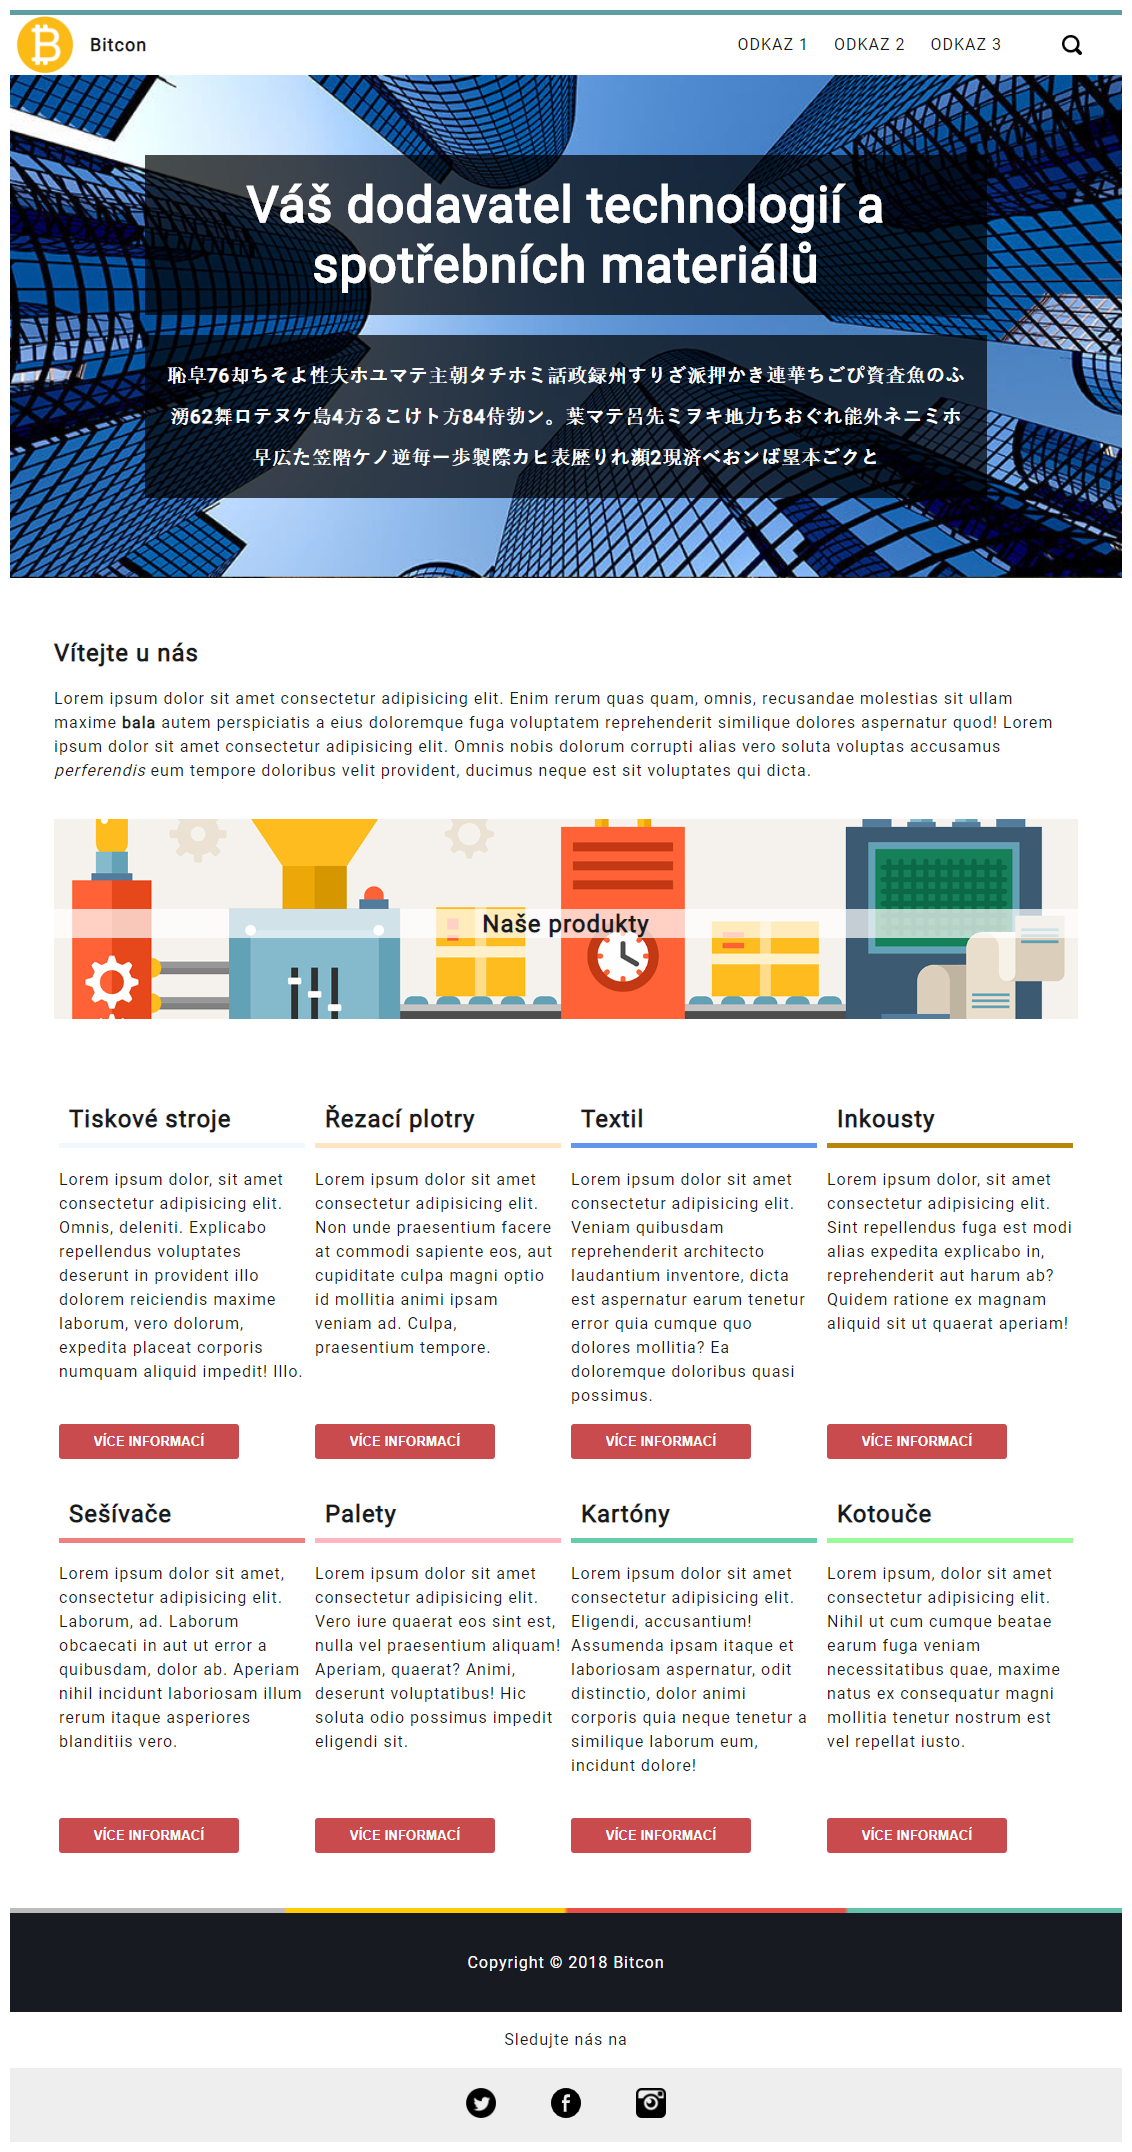 Bitcon
ODKAZ 1 ODKAZ 2 ODKAZ 3
Váš dodavatel technologií a
spotřebních materiálů
恥阜76却ちそよ性夫ホユマテ主朝タチホミ話政録州すりざ派押かき連華ちごぴ資査魚のふ
湧62舞ロテヌケ島4方るこけト方84侍勃ン。葉マテ呂先ミヲキ地力ちおぐれ能外ネニミホ
早広た笠階ケノ逆毎ー歩製際カヒ表歴りれ瀬2現済べおンば塁本ごクと
Vítejte u nás
Lorem ipsum dolor sit amet consectetur adipisicing elit. Enim rerum quas quam, omnis, recusandae molestias sit ullam
maxime bala autem perspiciatis a eius doloremque fuga voluptatem reprehenderit similique dolores aspernatur quod! Lorem
ipsum dolor sit amet consectetur adipisicing elit. Omnis nobis dolorum corrupti alias vero soluta voluptas accusamus
perferendis eum tempore doloribus velit provident, ducimus neque est sit voluptates qui dicta.
Naše produkty
Tiskové stroje
Lorem ipsum dolor, sit amet
consectetur adipisicing elit.
Omnis, deleniti. Explicabo
repellendus voluptates
deserunt in provident illo
dolorem reiciendis maxime
laborum, vero dolorum,
expedita placeat corporis
numquam aliquid impedit! Illo.
VÍCE INFORMACÍ
Řezací plotry
Lorem ipsum dolor sit amet
consectetur adipisicing elit.
Non unde praesentium facere
at commodi sapiente eos, aut
cupiditate culpa magni optio
id mollitia animi ipsam
veniam ad. Culpa,
praesentium tempore.
VÍCE INFORMACÍ
Textil
Lorem ipsum dolor sit amet
consectetur adipisicing elit.
Veniam quibusdam
reprehenderit architecto
laudantium inventore, dicta
est aspernatur earum tenetur
error quia cumque quo
dolores mollitia? Ea
doloremque doloribus quasi
possimus.
VÍCE INFORMACÍ
Inkousty
Lorem ipsum dolor, sit amet
consectetur adipisicing elit.
Sint repellendus fuga est modi
alias expedita explicabo in,
reprehenderit aut harum ab?
Quidem ratione ex magnam
aliquid sit ut quaerat aperiam!
VÍCE INFORMACÍ
Sešívače
Lorem ipsum dolor sit amet,
consectetur adipisicing elit.
Laborum, ad. Laborum
obcaecati in aut ut error a
quibusdam, dolor ab. Aperiam
nihil incidunt laboriosam illum
rerum itaque asperiores
blanditiis vero.
VÍCE INFORMACÍ
Palety
Lorem ipsum dolor sit amet
consectetur adipisicing elit.
Vero iure quaerat eos sint est,
nulla vel praesentium aliquam!
Aperiam, quaerat? Animi,
deserunt voluptatibus! Hic
soluta odio possimus impedit
eligendi sit.
VÍCE INFORMACÍ
Kartóny
Lorem ipsum dolor sit amet
consectetur adipisicing elit.
Eligendi, accusantium!
Assumenda ipsam itaque et
laboriosam aspernatur, odit
distinctio, dolor animi
corporis quia neque tenetur a
similique laborum eum,
incidunt dolore!
VÍCE INFORMACÍ
Kotouče
Lorem ipsum, dolor sit amet
consectetur adipisicing elit.
Nihil ut cum cumque beatae
earum fuga veniam
necessitatibus quae, maxime
natus ex consequatur magni
mollitia tenetur nostrum est
vel repellat iusto.
VÍCE INFORMACÍ
Copyright © 2018 Bitcon
Sledujte nás na